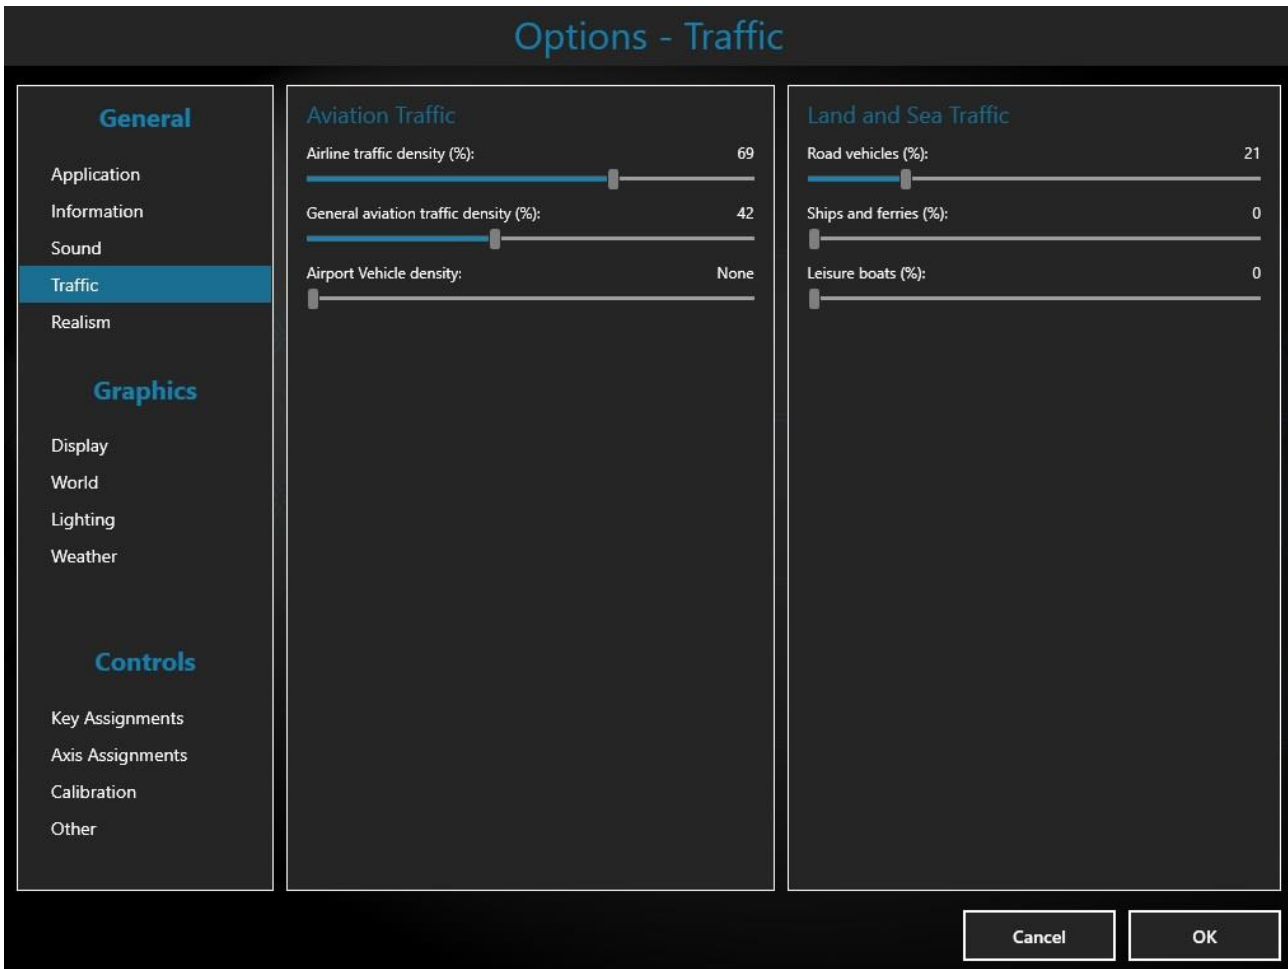 Options - Traffic
General
Application
Information
Sound
Traffic
Realism
Graphics
Display
World
Lighting
Weather
Controls
Key Assignments
Axis Assignments
Calibration
Other
Aviation Traffic
Airline traffic density (%): 69
General aviation traffic density (%): 42
Airport Vehicle density: None
Land and Sea Traffic
Road vehicles (%): 21
Ships and ferries (%): 0
Leisure boats (%): 0
Cancel OK